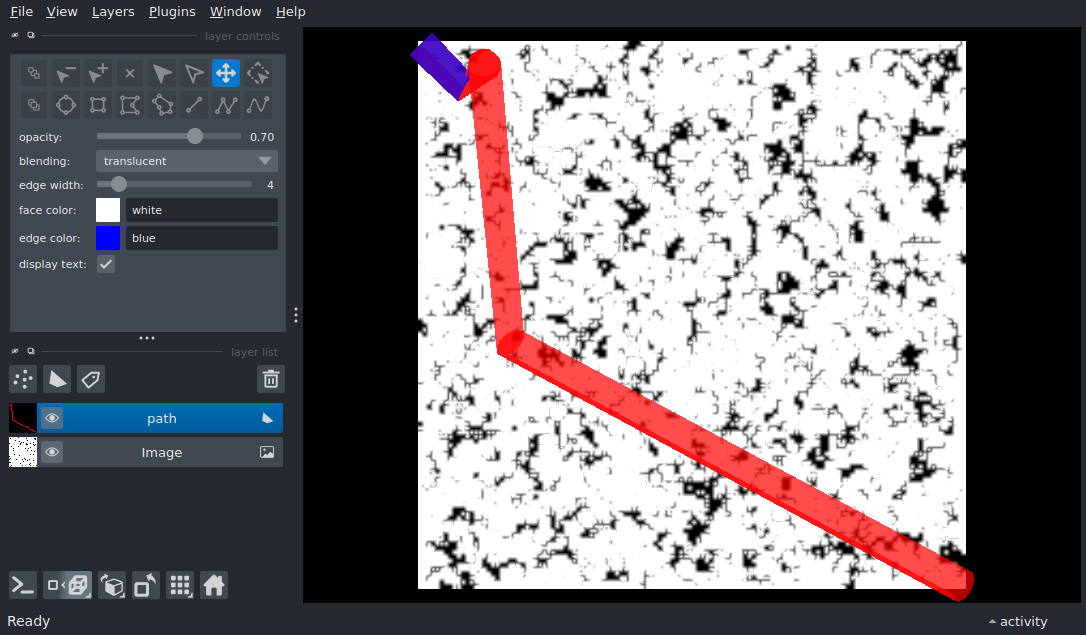 File View Layers Plugins Window Help
layer controls
opacity: 0.70
blending: translucent
edge width: 4
face color: white
edge color: blue
display text:
layer list
path
Image
Ready
activity